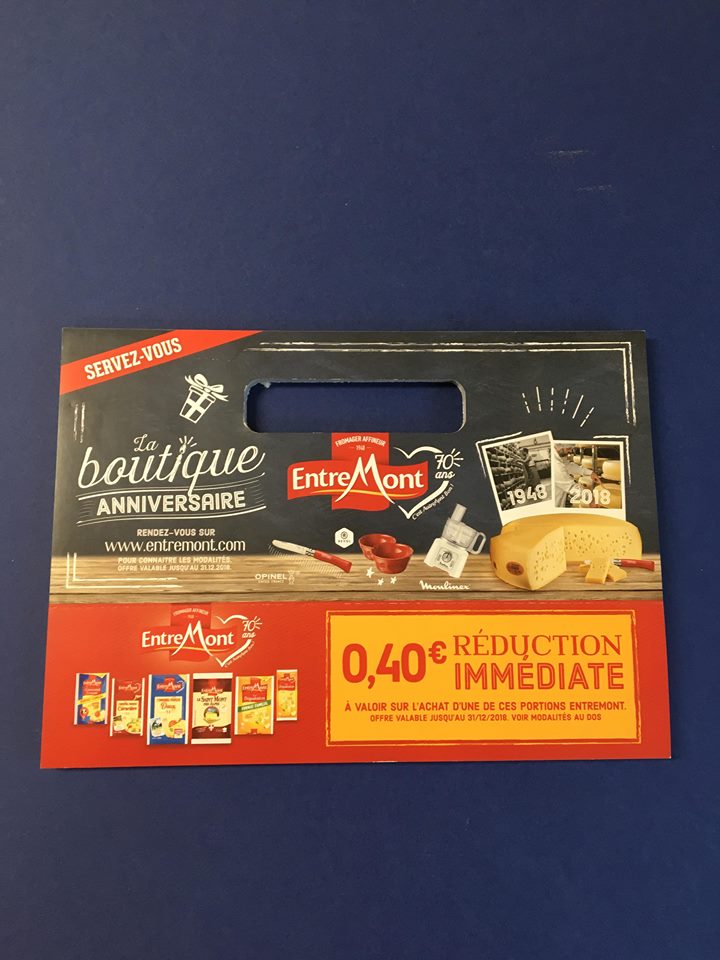 SERVEZ-VOUS
La
boutique
ANNIVERSAIRE
RENDEZ-VOUS SUR
www.entremont.com
POUR CONNAITRE LES MODALITÉS.
OFFRE VALABLE JUSQU'AU 31.12.2018.
FROMAGER AFFINEUR
1948
EntreMont
70
ans
C'est Autrefond Bon !
1948
2018
OPINEL
Moulinex
FROMAGER AFFINEUR
EntreMont
70
ans
0,40€ RÉDUCTION
IMMÉDIATE
À VALOIR SUR L'ACHAT D'UNE DE CES PORTIONS ENTREMONT.
OFFRE VALABLE JUSQU'AU 31/12/2018. VOIR MODALITÉS AU DOS